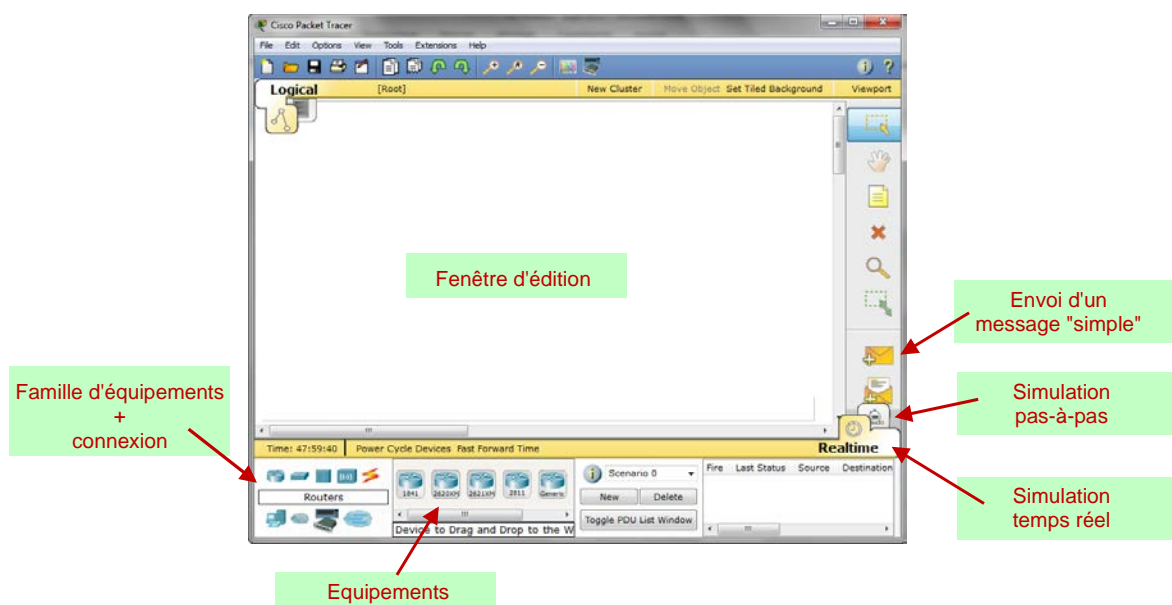 Cisco Packet Tracer
File Edit Options View Tools Extensions Help
Logical [Root] New Cluster Move Object Set Tiled Background Viewport
Fenêtre d'édition
Envoi d'un
message "simple"
Famille d'équipements
+
connexion
Simulation
pas-à-pas
Time: 47:59:40 Power Cycle Devices Fast Forward Time Realtime
Routers
1841 2620XM 2621XM 2811 Generic
Device to Drag and Drop to the W
Scenario 0
New Delete
Toggle PDU List Window
Fire Last Status Source Destination
Simulation
temps réel
Equipements